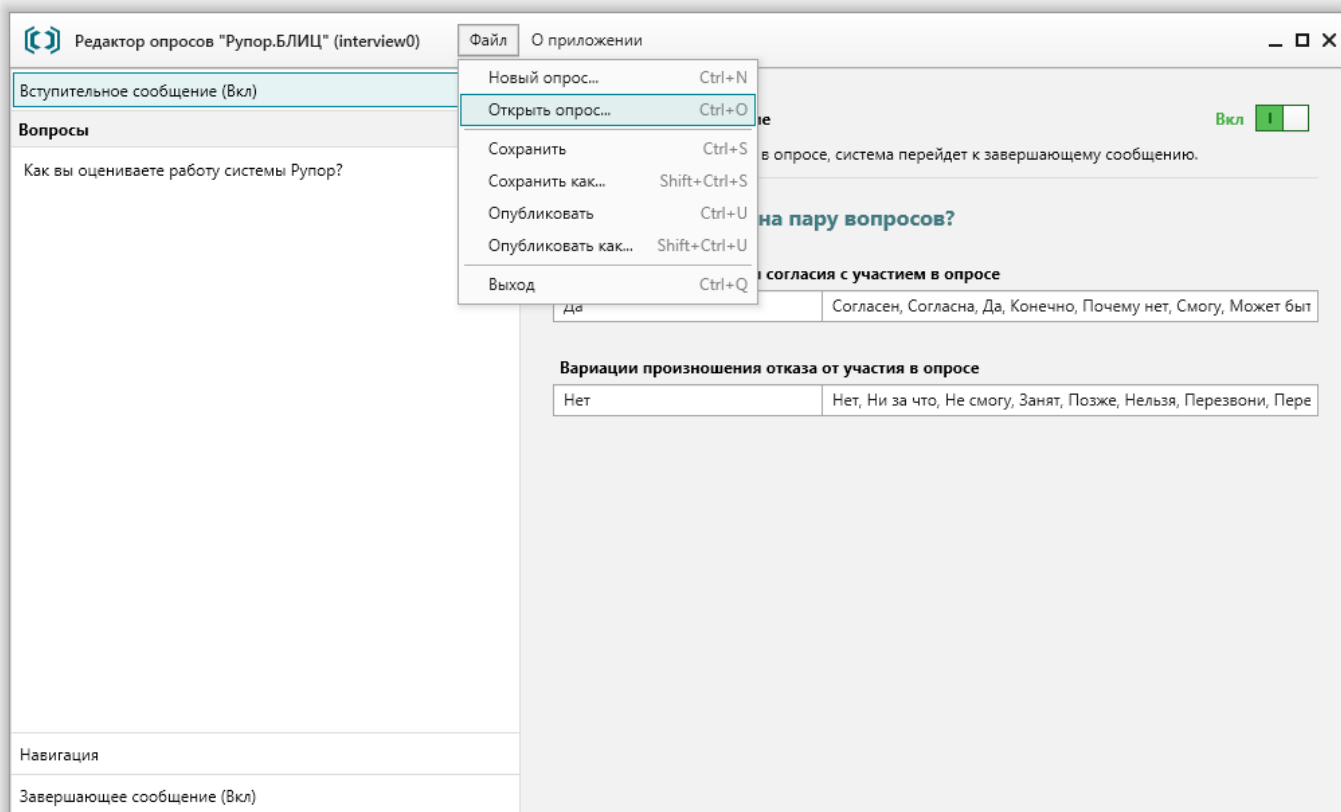 Редактор опросов "Рупор.БЛИЦ" (interview0) Файл О приложении
Вступительное сообщение (Вкл)
Вопросы
Как вы оцениваете работу системы Рупор?
Навигация
Завершающее сообщение (Вкл)
Новый опрос... Ctrl+N
Открыть опрос... Ctrl+O
Сохранить Ctrl+S
Сохранить как... Shift+Ctrl+S
Опубликовать Ctrl+U
Опубликовать как... Shift+Ctrl+U
Выход Ctrl+Q
Вкл
в опросе, система перейдет к завершающему сообщению.
на пару вопросов?
согласия с участием в опросе
Да Согласен, Согласна, Да, Конечно, Почему нет, Смогу, Может быт
Вариации произношения отказа от участия в опросе
Нет Нет, Ни за что, Не смогу, Занят, Позже, Нельзя, Перезвони, Пере